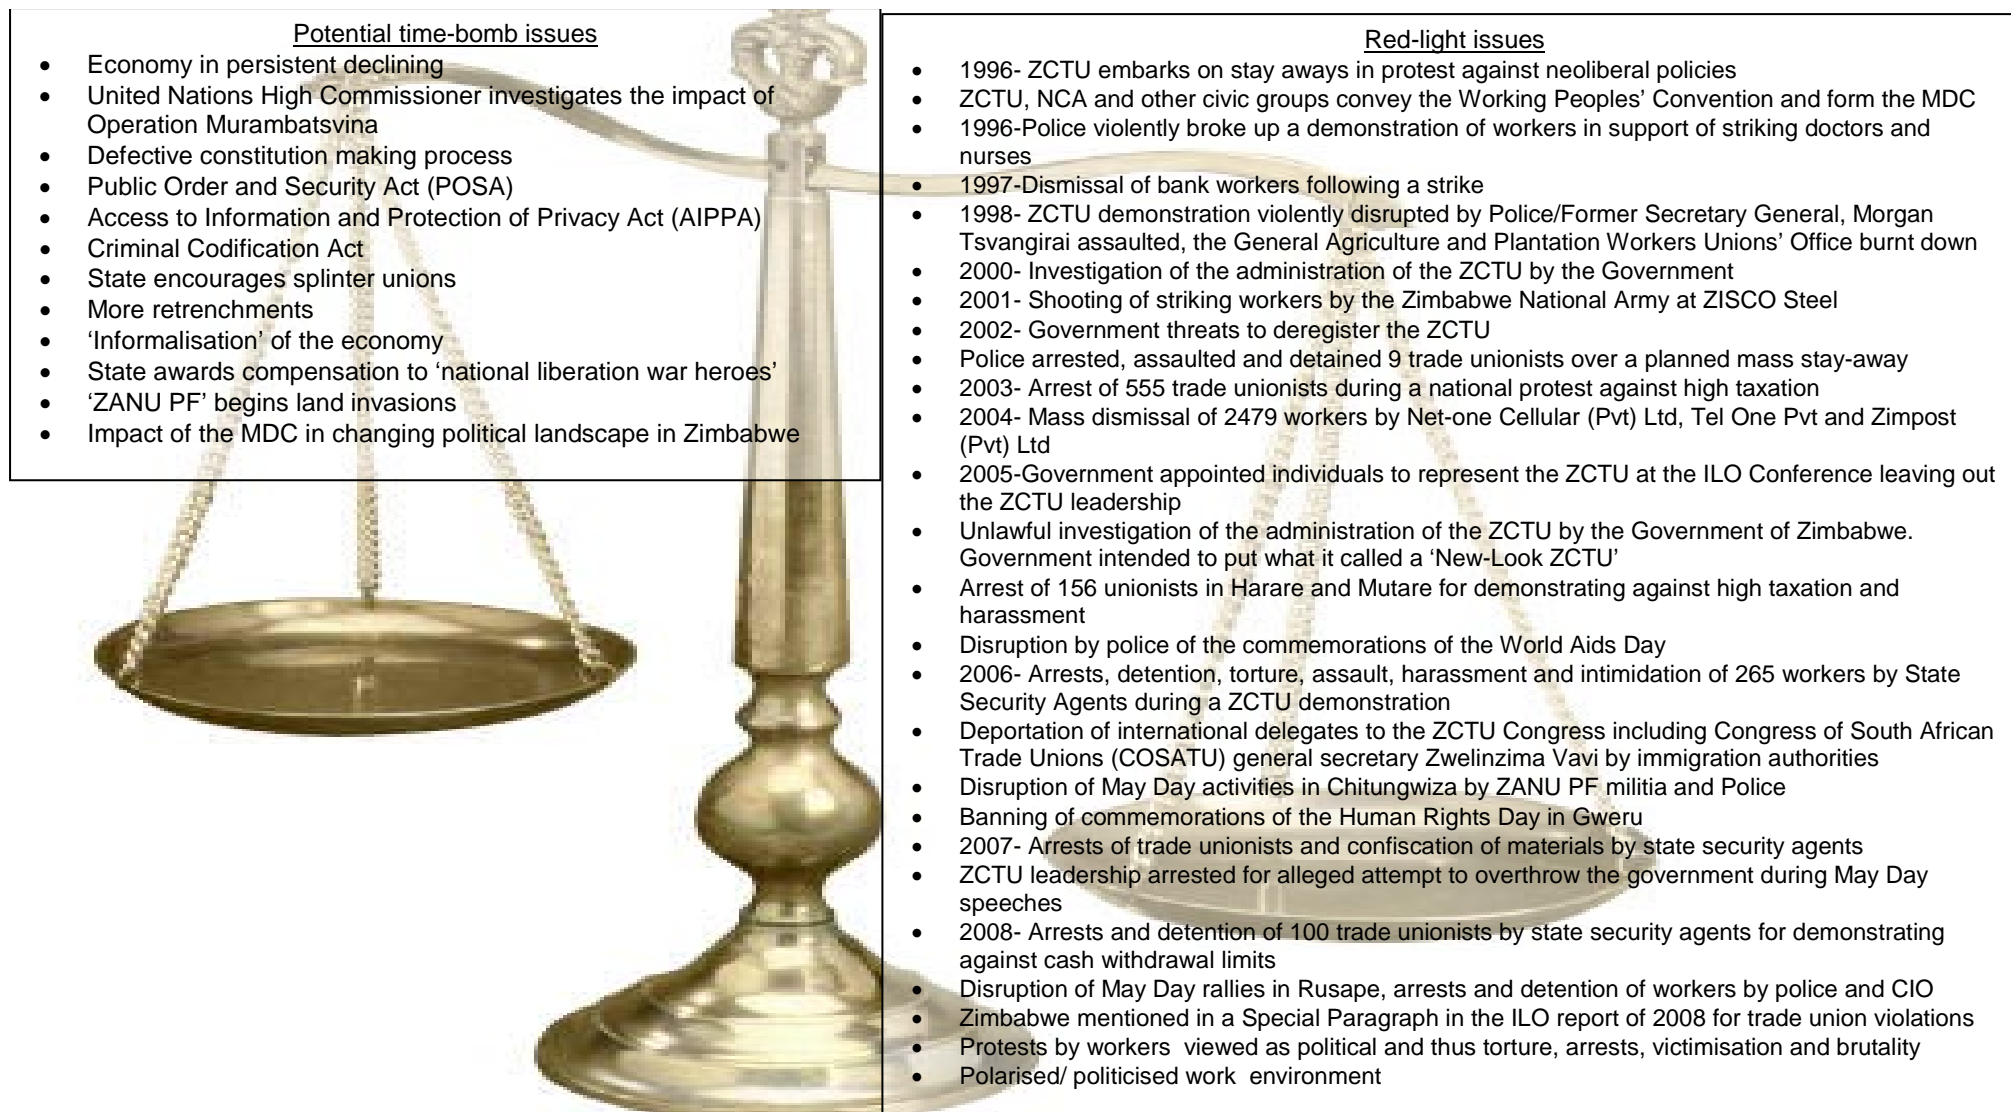 Potential time-bomb issues
• Economy in persistent declining
• United Nations High Commissioner investigates the impact of
Operation Murambatsvina
• Defective constitution making process
• Public Order and Security Act (POSA)
• Access to Information and Protection of Privacy Act (AIPPA)
• Criminal Codification Act
• State encourages splinter unions
• More retrenchments
• ‘Informalisation’ of the economy
• State awards compensation to ‘national liberation war heroes’
• ‘ZANU PF’ begins land invasions
• Impact of the MDC in changing political landscape in Zimbabwe
Red-light issues
• 1996- ZCTU embarks on stay aways in protest against neoliberal policies
• ZCTU, NCA and other civic groups convey the Working Peoples’ Convention and form the MDC
• 1996-Police violently broke up a demonstration of workers in support of striking doctors and
nurses
• 1997-Dismissal of bank workers following a strike
• 1998- ZCTU demonstration violently disrupted by Police/Former Secretary General, Morgan
Tsvangirai assaulted, the General Agriculture and Plantation Workers Unions’ Office burnt down
• 2000- Investigation of the administration of the ZCTU by the Government
• 2001- Shooting of striking workers by the Zimbabwe National Army at ZISCO Steel
• 2002- Government threats to deregister the ZCTU
• Police arrested, assaulted and detained 9 trade unionists over a planned mass stay-away
• 2003- Arrest of 555 trade unionists during a national protest against high taxation
• 2004- Mass dismissal of 2479 workers by Net-one Cellular (Pvt) Ltd, Tel One Pvt and Zimpost
(Pvt) Ltd
• 2005-Government appointed individuals to represent the ZCTU at the ILO Conference leaving out
the ZCTU leadership
• Unlawful investigation of the administration of the ZCTU by the Government of Zimbabwe.
Government intended to put what it called a ‘New-Look ZCTU’
• Arrest of 156 unionists in Harare and Mutare for demonstrating against high taxation and
harassment
• Disruption by police of the commemorations of the World Aids Day
• 2006- Arrests, detention, torture, assault, harassment and intimidation of 265 workers by State
Security Agents during a ZCTU demonstration
• Deportation of international delegates to the ZCTU Congress including Congress of South African
Trade Unions (COSATU) general secretary Zwelinzima Vavi by immigration authorities
• Disruption of May Day activities in Chitungwiza by ZANU PF militia and Police
• Banning of commemorations of the Human Rights Day in Gweru
• 2007- Arrests of trade unionists and confiscation of materials by state security agents
• ZCTU leadership arrested for alleged attempt to overthrow the government during May Day
speeches
• 2008- Arrests and detention of 100 trade unionists by state security agents for demonstrating
against cash withdrawal limits
• Disruption of May Day rallies in Rusape, arrests and detention of workers by police and CIO
• Zimbabwe mentioned in a Special Paragraph in the ILO report of 2008 for trade union violations
• Protests by workers viewed as political and thus torture, arrests, victimisation and brutality
• Polarised/ politicised work environment